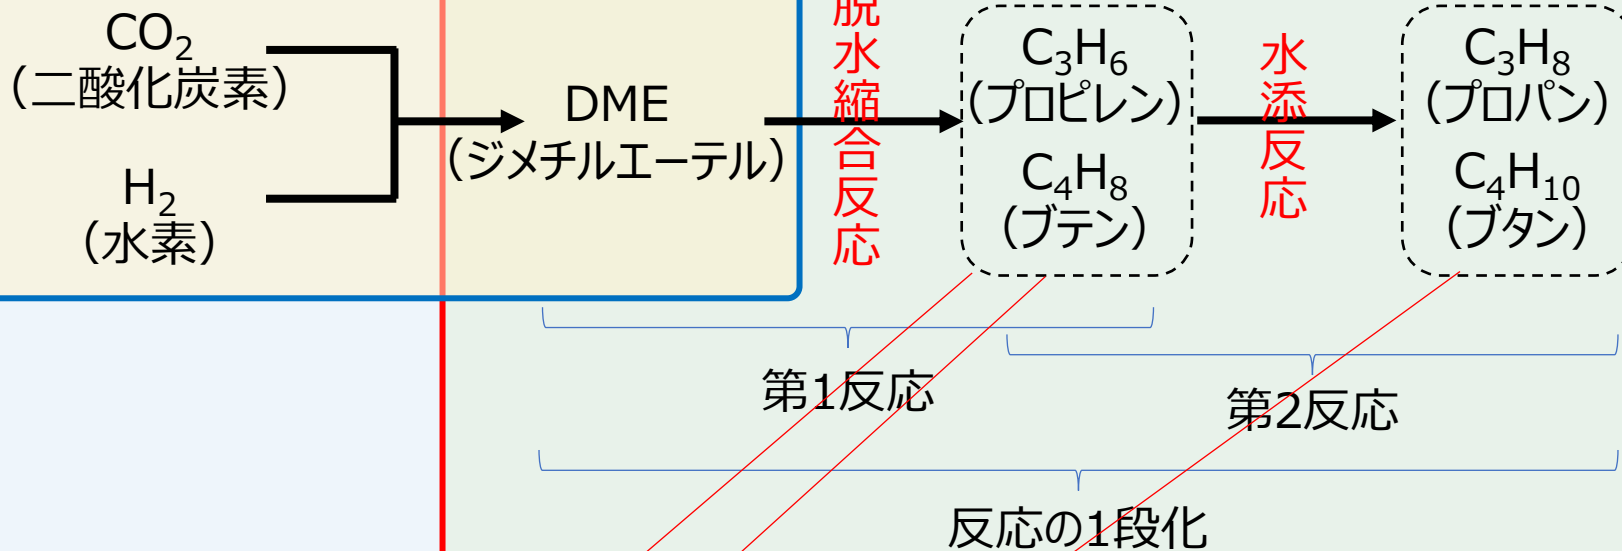 CO₂
(二酸化炭素)
H₂
(水素)
DME
(ジメチルエーテル)
脱水縮合反応
C₃H₆
(プロピレン)
C₄H₈
(ブテン)
水添反応
C₃H₈
(プロパン)
C₄H₁₀
(ブタン)
第1反応
第2反応
反応の1段化